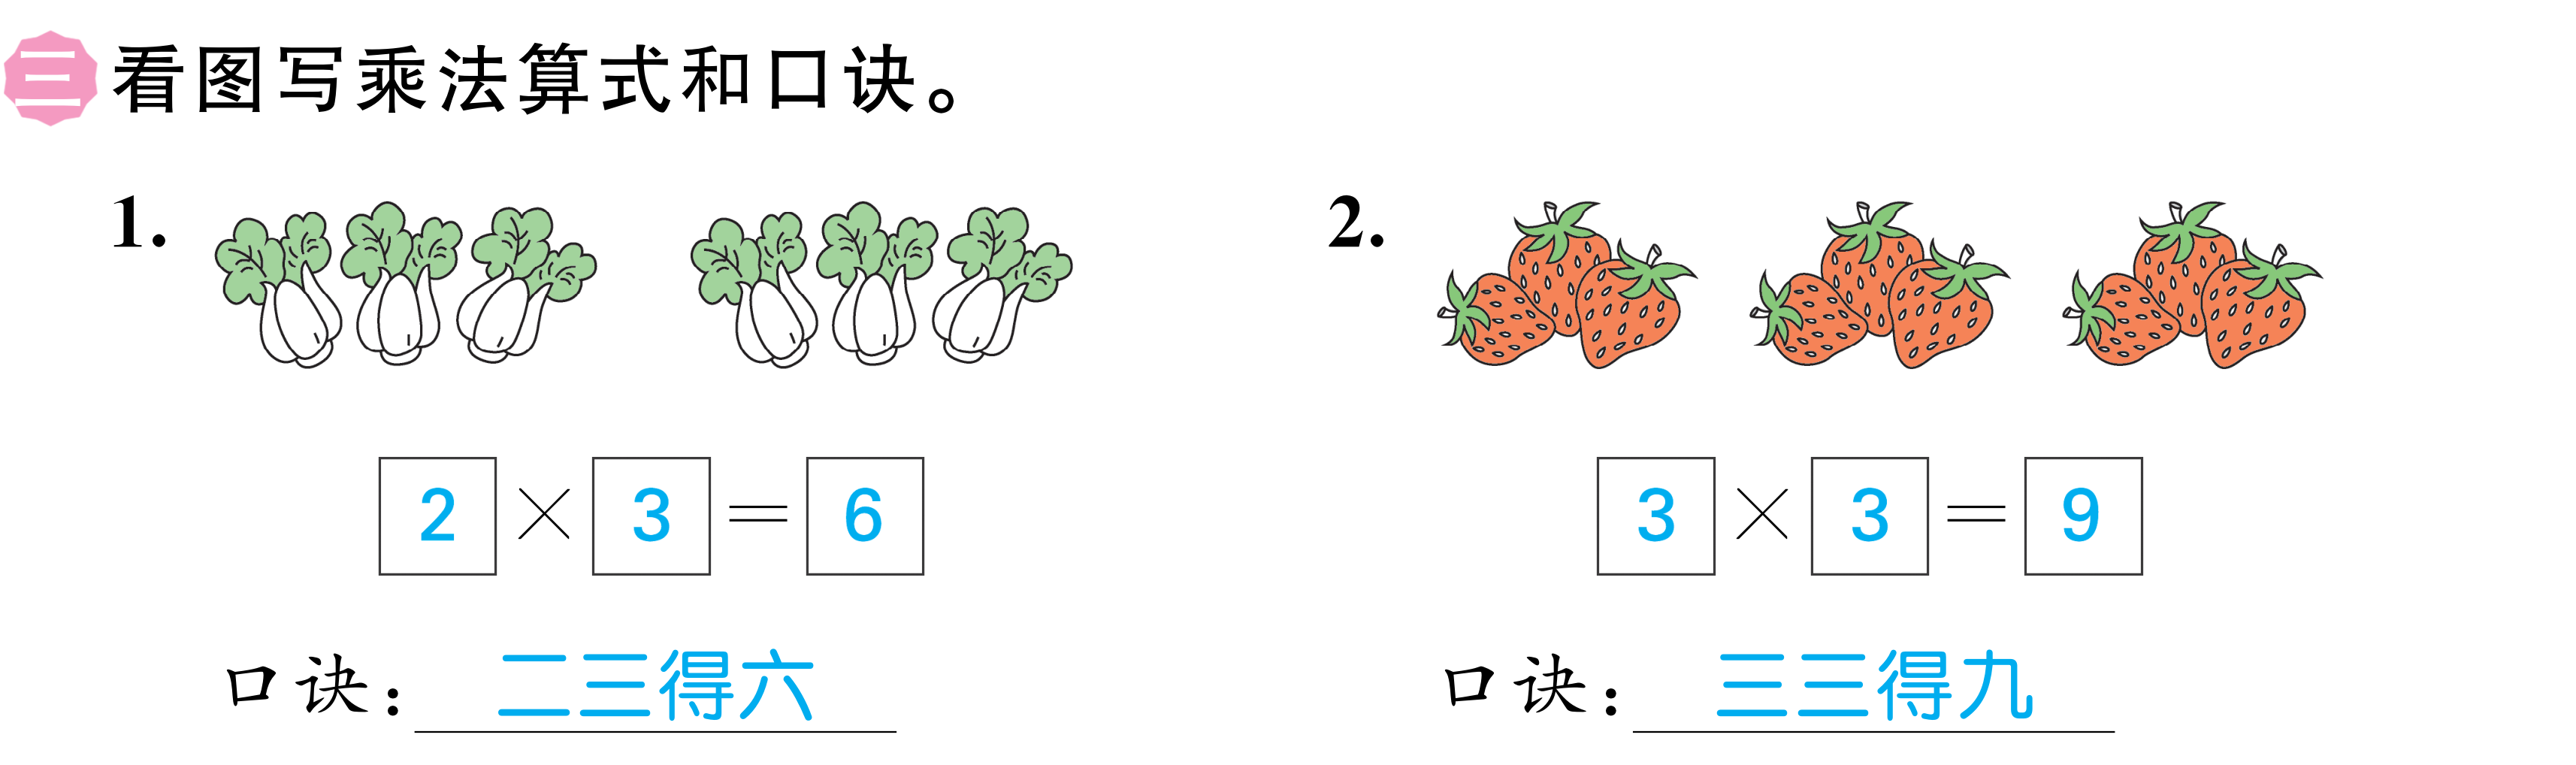 三 看图写乘法算式和口诀。
1.
2 × 3 = 6
口诀：二三得六
2.
3 × 3 = 9
口诀：三三得九